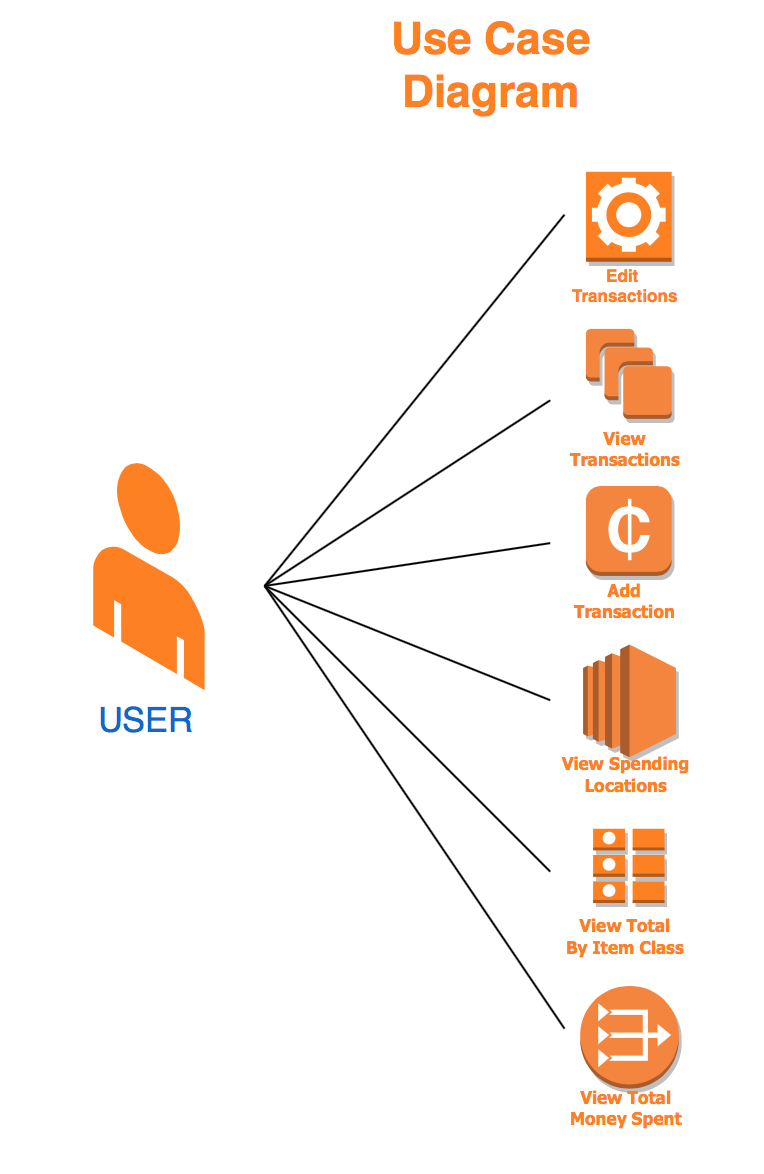 Use Case
Diagram
Edit
Transactions
View
Transactions
¢
Add
Transaction
USER
View Spending
Locations
View Total
By Item Class
View Total
Money Spent